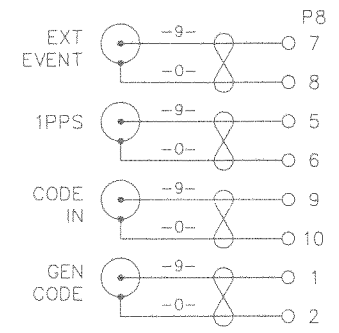 P8
EXT
EVENT
-9-
7
-0-
8
1PPS
-9-
5
-0-
6
CODE
IN
-9-
9
-0-
10
GEN
CODE
-9-
1
-0-
2